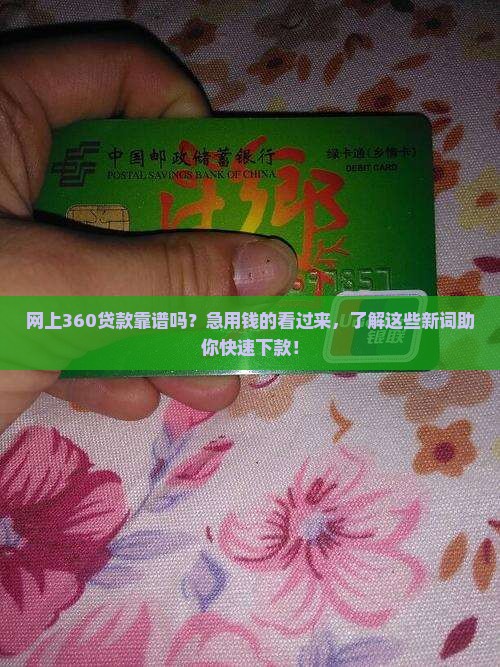 中国邮政储蓄银行
POSTAL SAVINGS BANK OF CHINA
绿卡通(乡情卡)
DEBIT CARD
乡
网上360贷款靠谱吗？急用钱的看过来，了解这些新词助
你快速下款！
银联